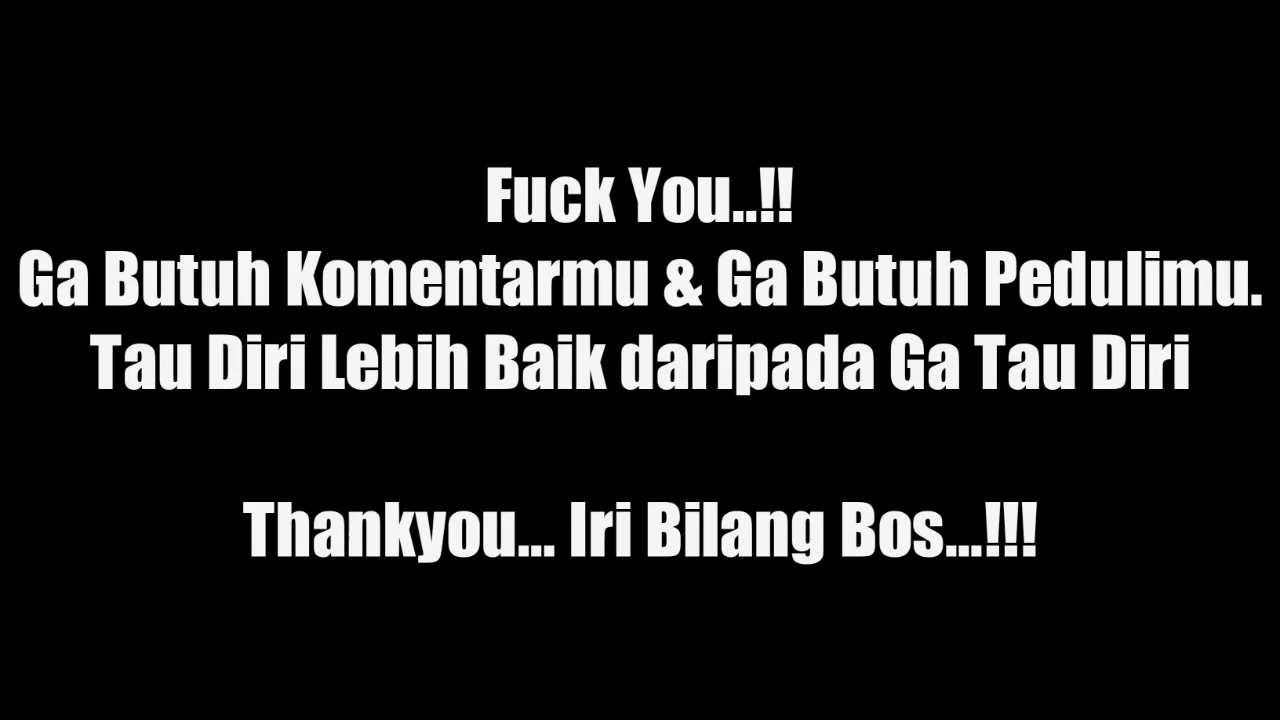 Fuck You..!!
Ga Butuh Komentarmu & Ga Butuh Pedulimu.
Tau Diri Lebih Baik daripada Ga Tau Diri
Thankyou... Iri Bilang Bos...!!!